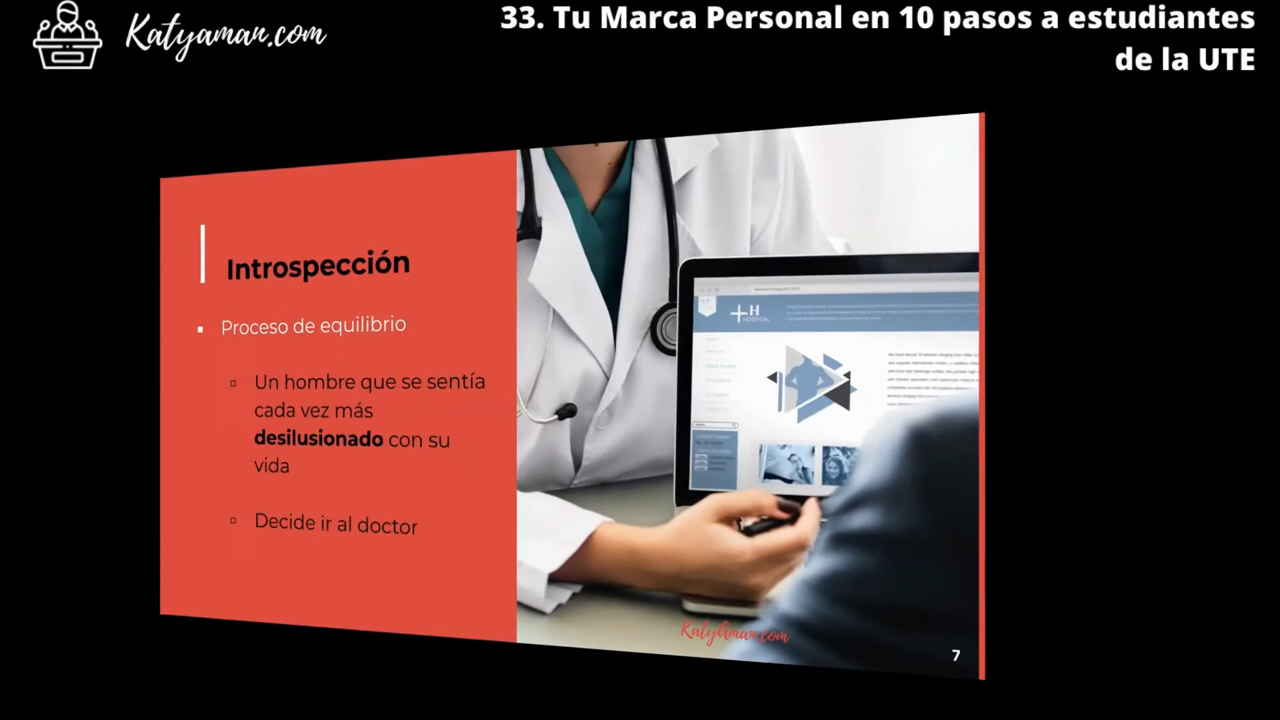 Katyaman.com
33. Tu Marca Personal en 10 pasos a estudiantes
de la UTE
Introspección
Proceso de equilibrio
Un hombre que se sentía
cada vez más
desilusionado con su
vida
Decide ir al doctor
H
HOSPITAL
KatyAman.com
7